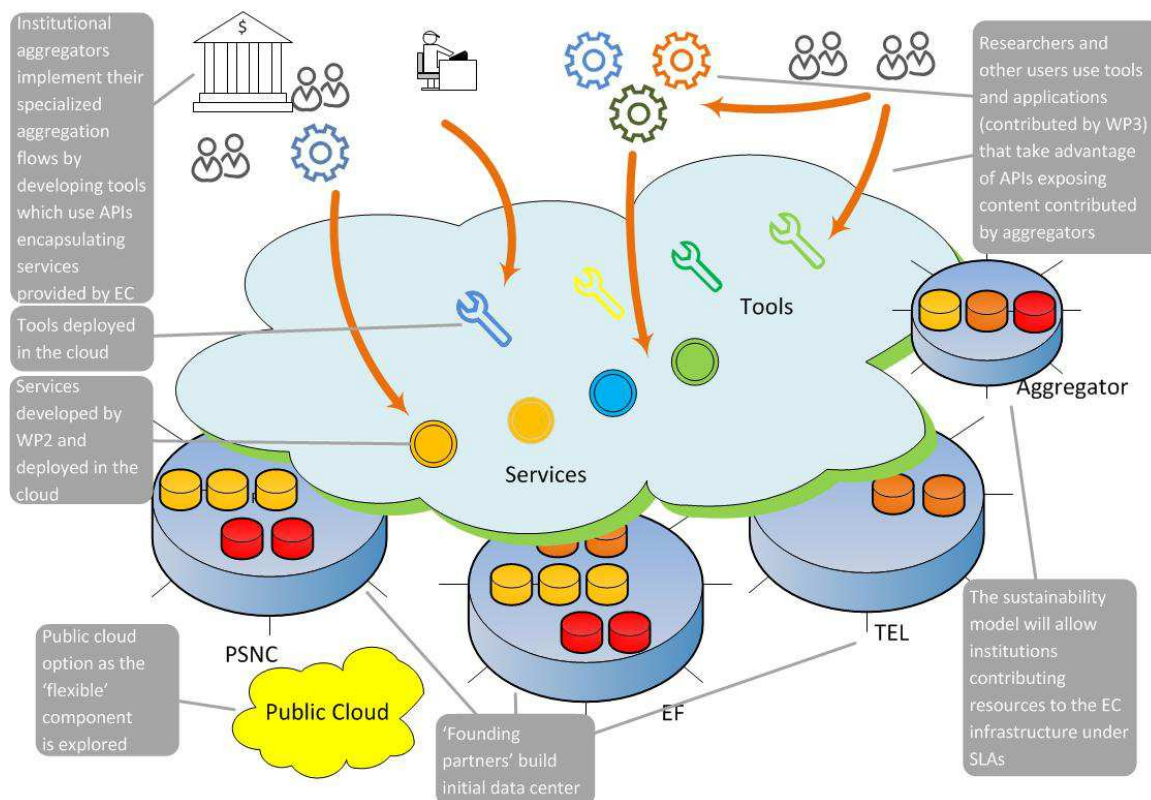 Institutional
aggregators
implement their
specialized
aggregation
flows by
developing tools
which use APIs
encapsulating
services
provided by EC
$
Researchers and
other users use tools
and applications
(contributed by WP3)
that take advantage
of APIs exposing
content contributed
by aggregators
Tools deployed
in the cloud
Tools
Aggregator
Services
developed by
WP2 and
deployed in the
cloud
Services
PSNC
EF
TEL
Public cloud
option as the
‘flexible’
component
is explored
Public Cloud
‘Founding
partners’ build
initial data center
The sustainability
model will allow
institutions
contributing
resources to the EC
infrastructure under
SLAs